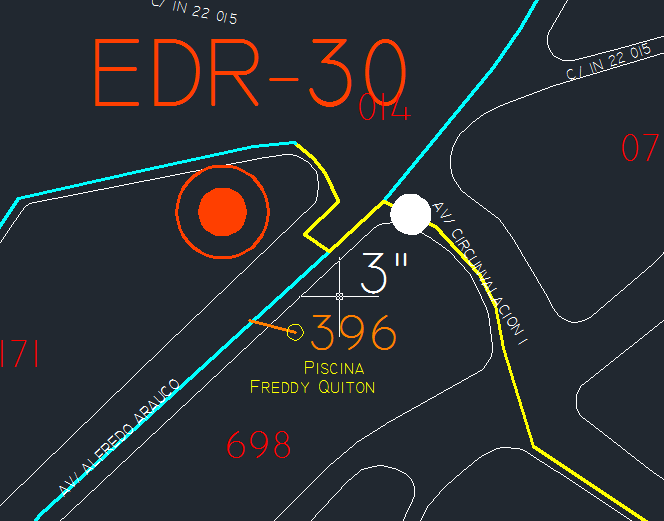 C/ IN 22 015
EDR-30
014
C/ IN 22 015
07
AV/ CIRCUNVALACION I
3"
396
PISCINA
FREDDY QUITON
171
AV/ ALFREDO ARAUCO
698